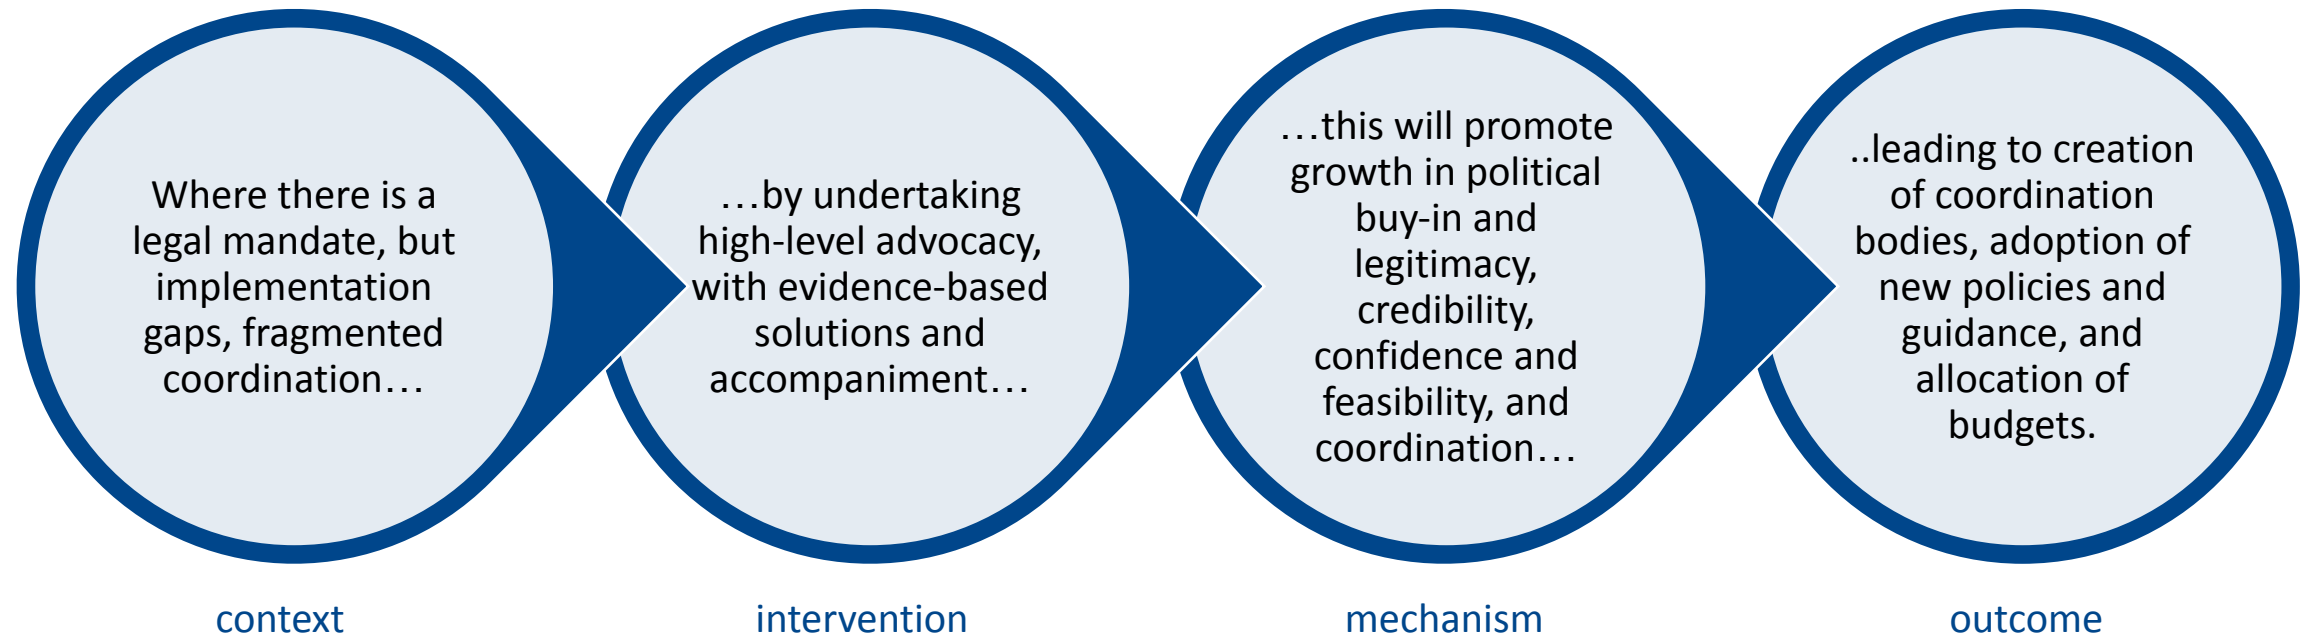 Where there is a
legal mandate, but
implementation
gaps, fragmented
coordination…
…by undertaking
high-level advocacy,
with evidence-based
solutions and
accompaniment…
…this will promote
growth in political
buy-in and
legitimacy,
credibility,
confidence and
feasibility, and
coordination…
..leading to creation
of coordination
bodies, adoption of
new policies and
guidance, and
allocation of
budgets.
context
intervention
mechanism
outcome